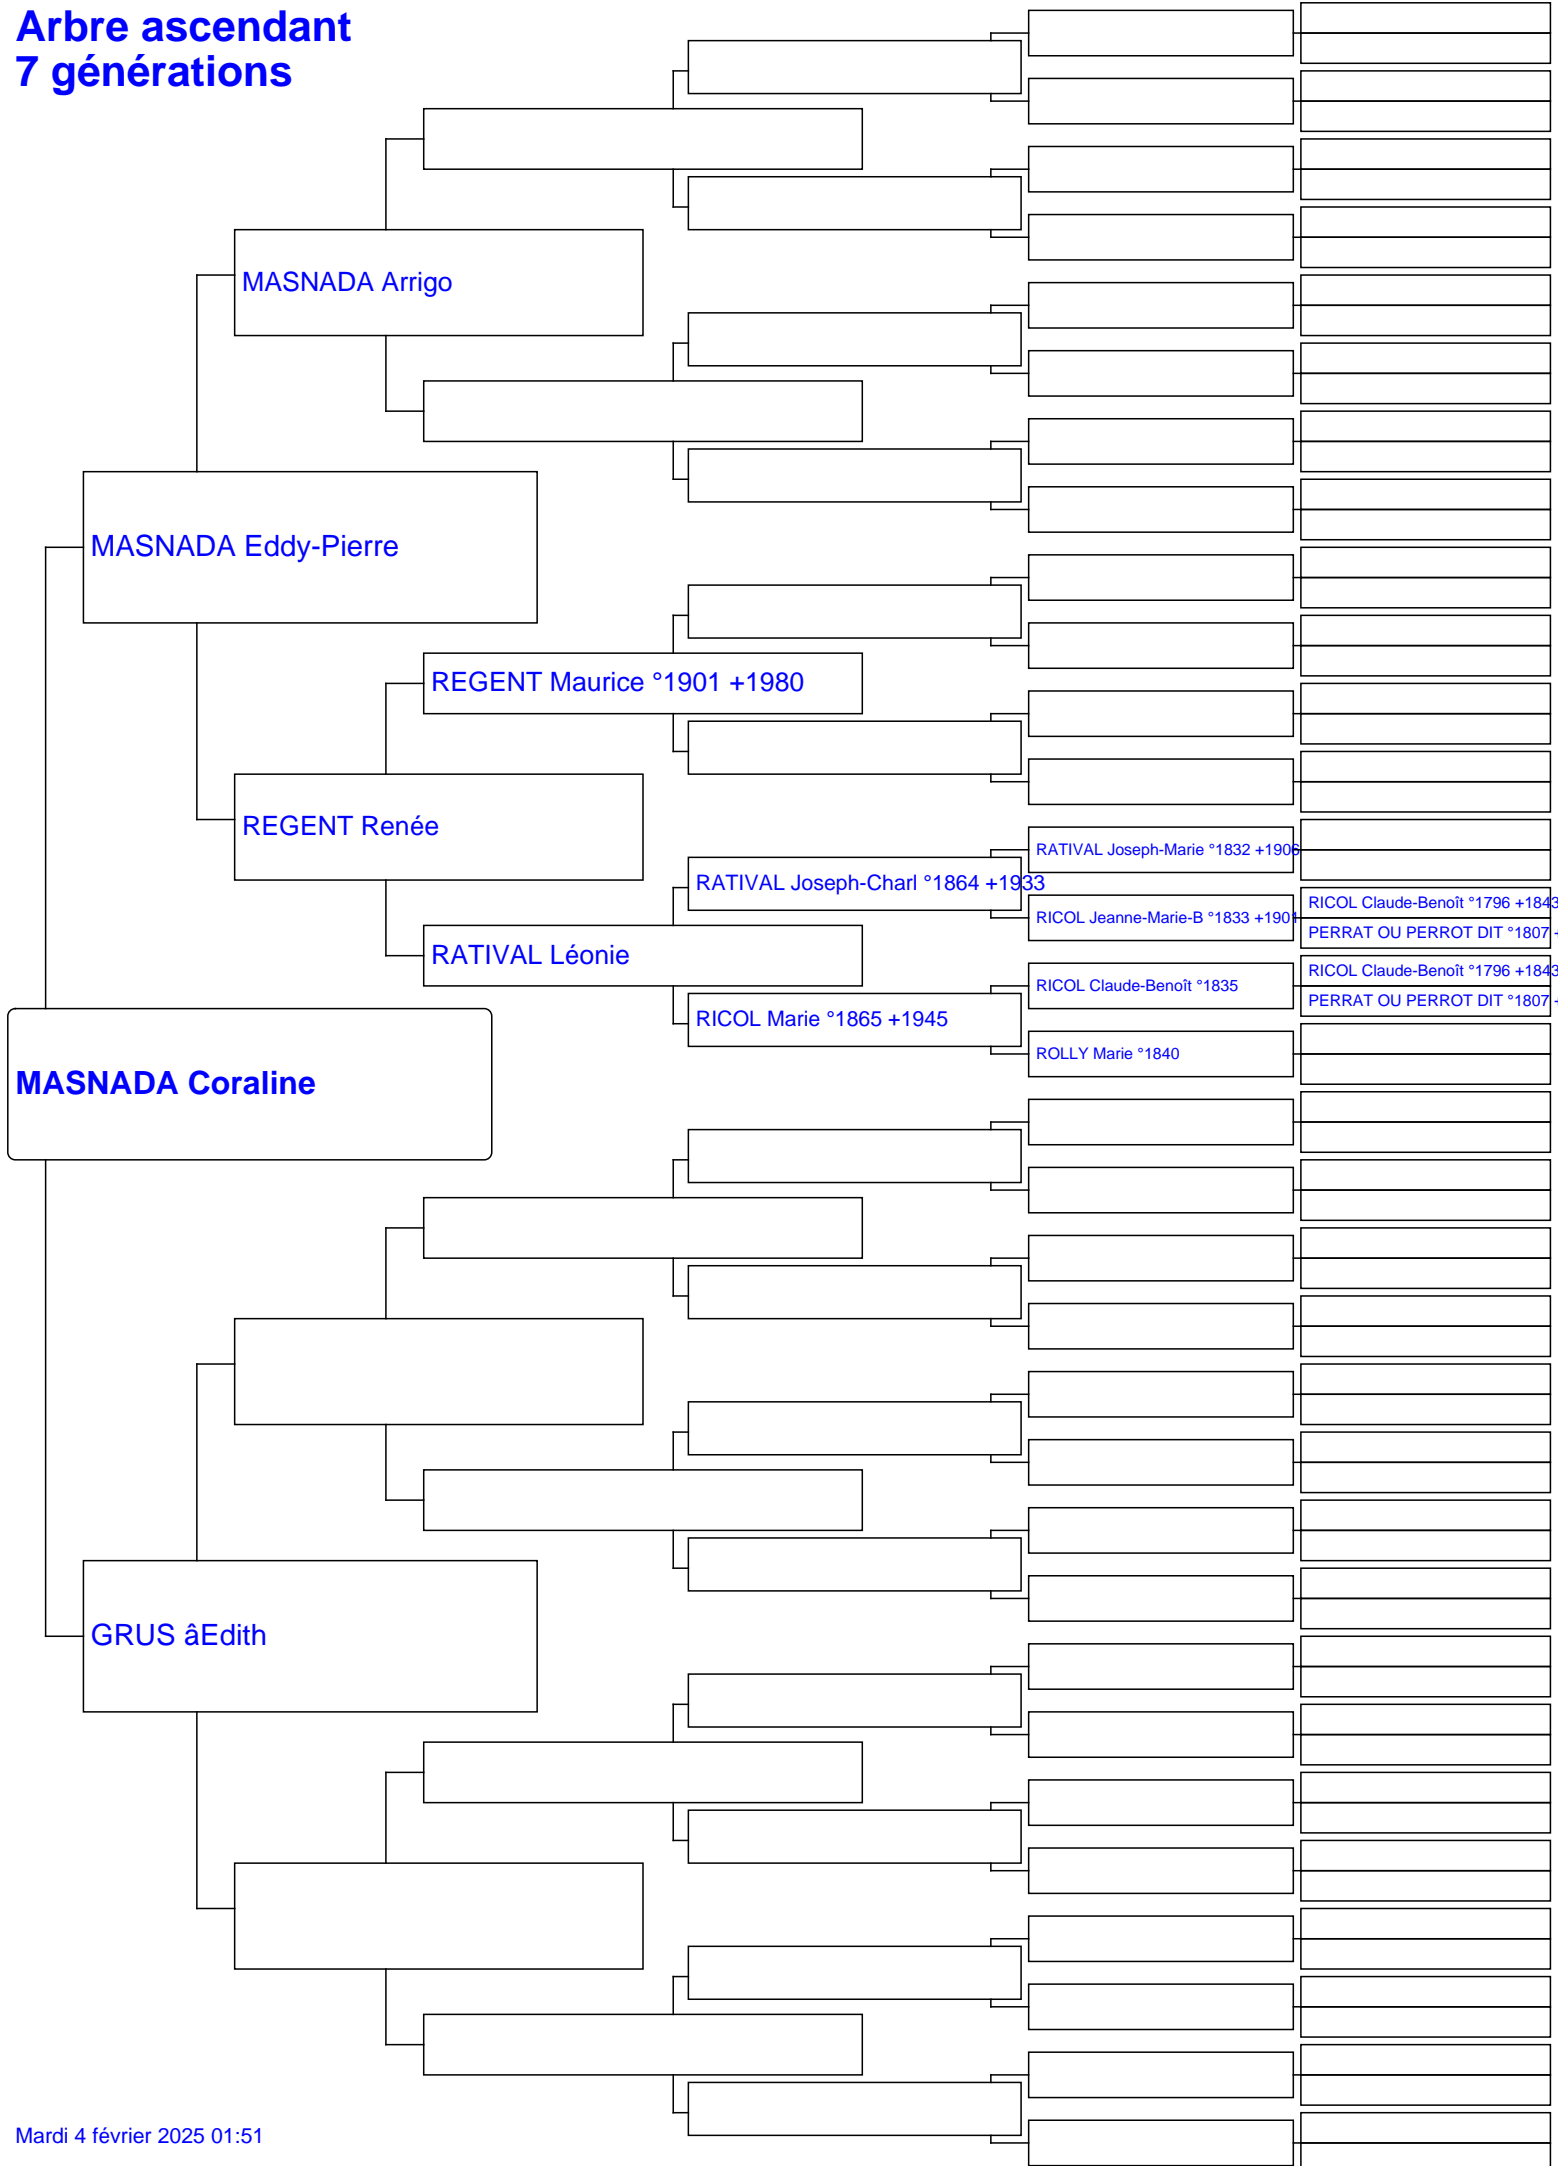 Arbre ascendant
7 générations
MASNADA Arrigo
MASNADA Eddy-Pierre
REGENT Maurice °1901 +1980
REGENT Renée
RATIVAL Joseph-Marie °1832 +1906
RATIVAL Joseph-Charl °1864 +1933
RICOL Claude-Benoît °1796 +1843
RICOL Jeanne-Marie-B °1833 +1901
PERRAT OU PERROT DIT °1807 +
RATIVAL Léonie
RICOL Claude-Benoît °1796 +1843
RICOL Claude-Benoît °1835
PERRAT OU PERROT DIT °1807 +
RICOL Marie °1865 +1945
ROLLY Marie °1840
MASNADA Coraline
GRUS âEdith
Mardi 4 février 2025 01:51